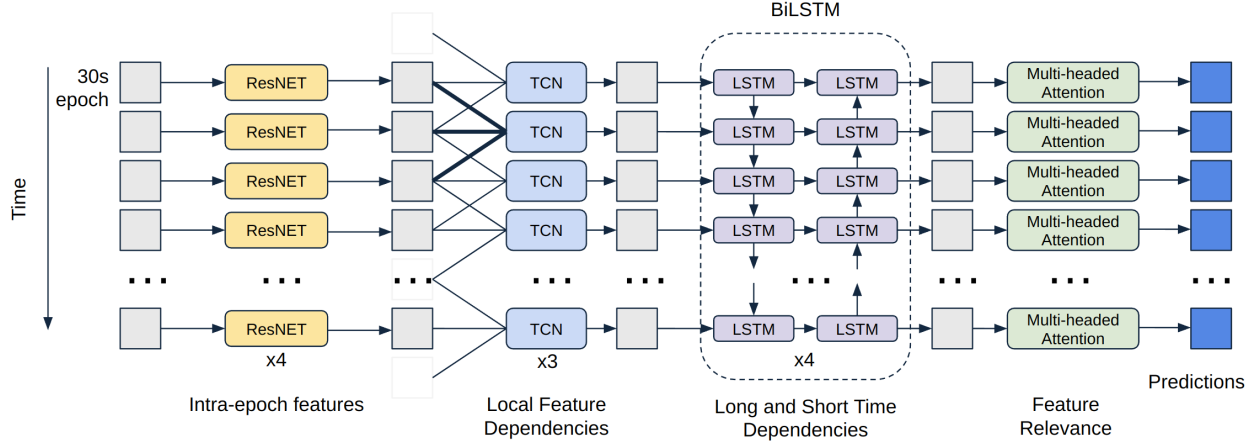 BiLSTM
30s
epoch
ResNET
TCN
LSTM
LSTM
Multi-headed
Attention
ResNET
TCN
LSTM
LSTM
Multi-headed
Attention
Time
ResNET
TCN
LSTM
LSTM
Multi-headed
Attention
ResNET
TCN
LSTM
LSTM
Multi-headed
Attention
...
...
...
...
...
...
...
...
...
ResNET
TCN
LSTM
LSTM
Multi-headed
Attention
x4
x3
x4
Predictions
Intra-epoch features
Local Feature
Dependencies
Long and Short Time
Dependencies
Feature
Relevance